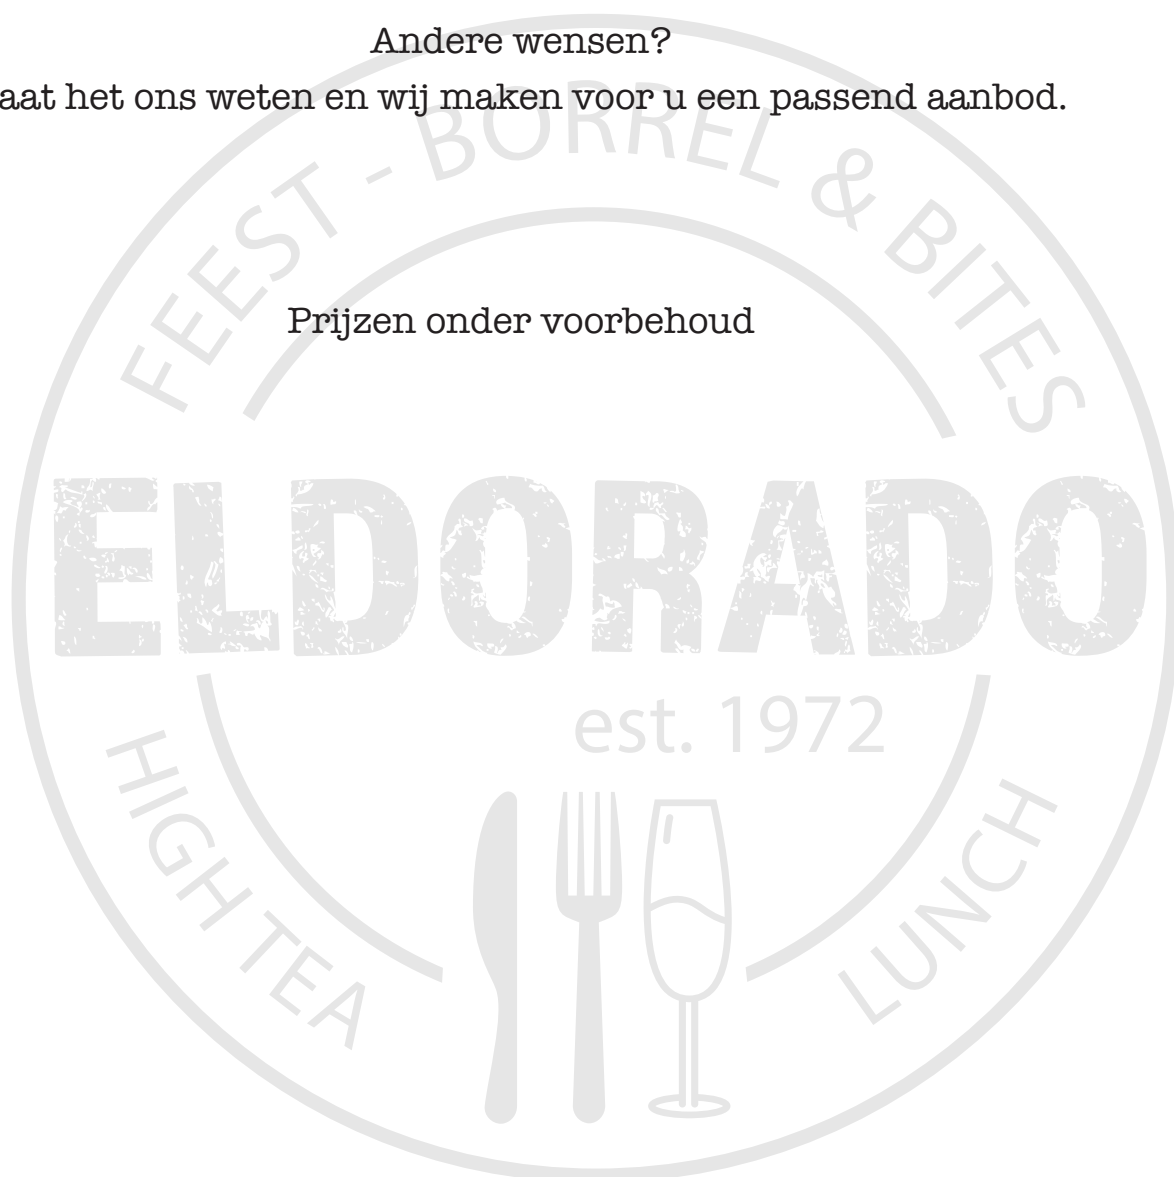 Andere wensen?
aat het ons weten en wij maken voor u een passend aanbod.
Prijzen onder voorbehoud
FEEST - BORREL & BITES
ELDORADO
est. 1972
HIGH TEA
LUNCH